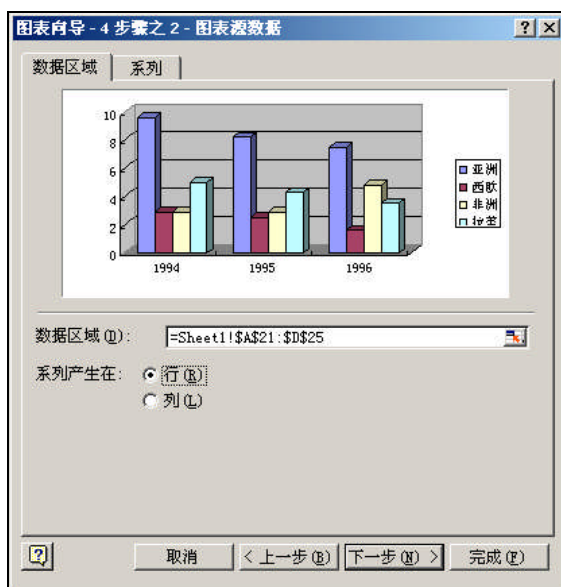 图表向导 - 4 步骤之 2 - 图表源数据
数据区域 系列
10
8
6
4
2
0
1994 1995 1996
亚洲
西欧
非洲
拉美
数据区域(D): =Sheet1!$A$21:$D$25
系列产生在: 行(R)
列(L)
取消 < 上一步(B) 下一步(N) > 完成(F)